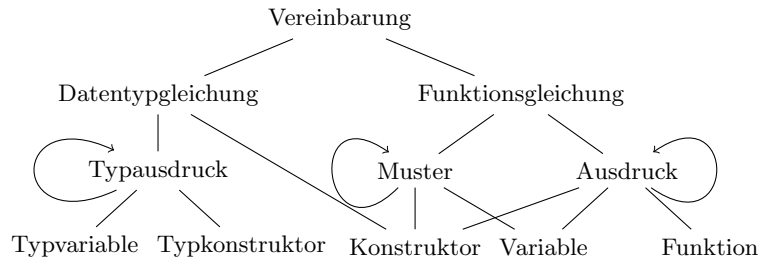 Vereinbarung
Datentypgleichung Funktionsgleichung
Typausdruck Muster Ausdruck
Typvariable Typkonstruktor Konstruktor Variable Funktion